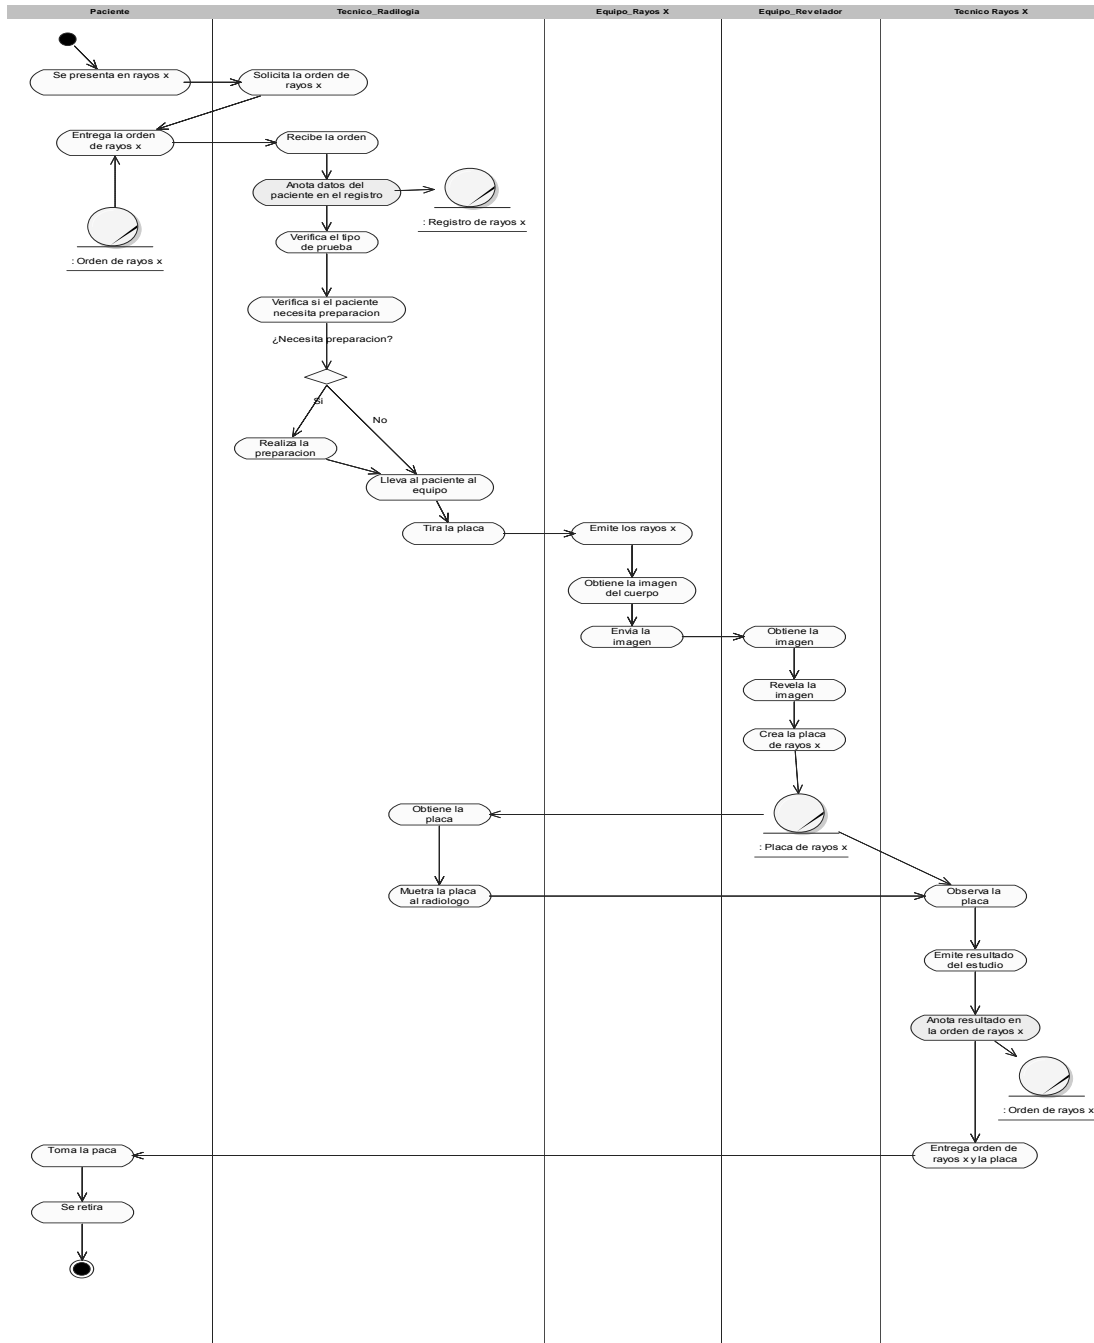 Paciente
Tecnico_Radilogia
Equipo_Rayos X
Equipo_Revelador
Tecnico Rayos X
Se presenta en rayos x
Solicita la orden de
rayos x
Entrega la orden
de rayos x
Recibe la orden
Anota datos del
paciente en el registro
: Registro de rayos x
: Orden de rayos x
Verifica el tipo
de prueba
Verifica si el paciente
necesita preparacion
¿Necesita preparacion?
Si
No
Realiza la
preparacion
Lleva al paciente al
equipo
Tira la placa
Emite los rayos x
Obtiene la imagen
del cuerpo
Envia la
imagen
Obtiene la
imagen
Revela la
imagen
Crea la placa
de rayos x
: Placa de rayos x
Obtiene la
placa
Muetra la placa
al radiologo
Observa la
placa
Emite resultado
del estudio
Anota resultado en
la orden de rayos x
: Orden de rayos x
Entrega orden de
rayos x y la placa
Toma la paca
Se retira